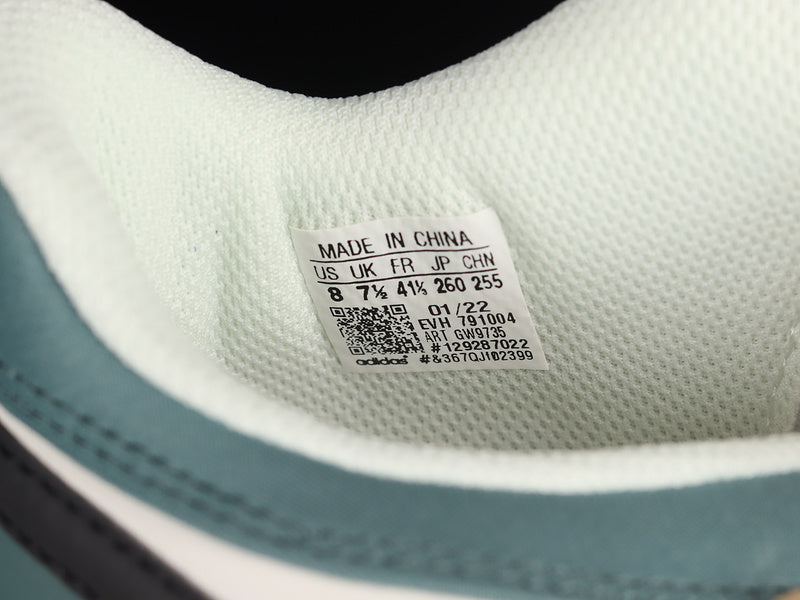 MADE IN CHINA
US UK FR JP CHN
8 7½ 41⅓ 260 255
01/22
EVH 791004
ART GW9735
#129287022
#&367QJI02399
adidas